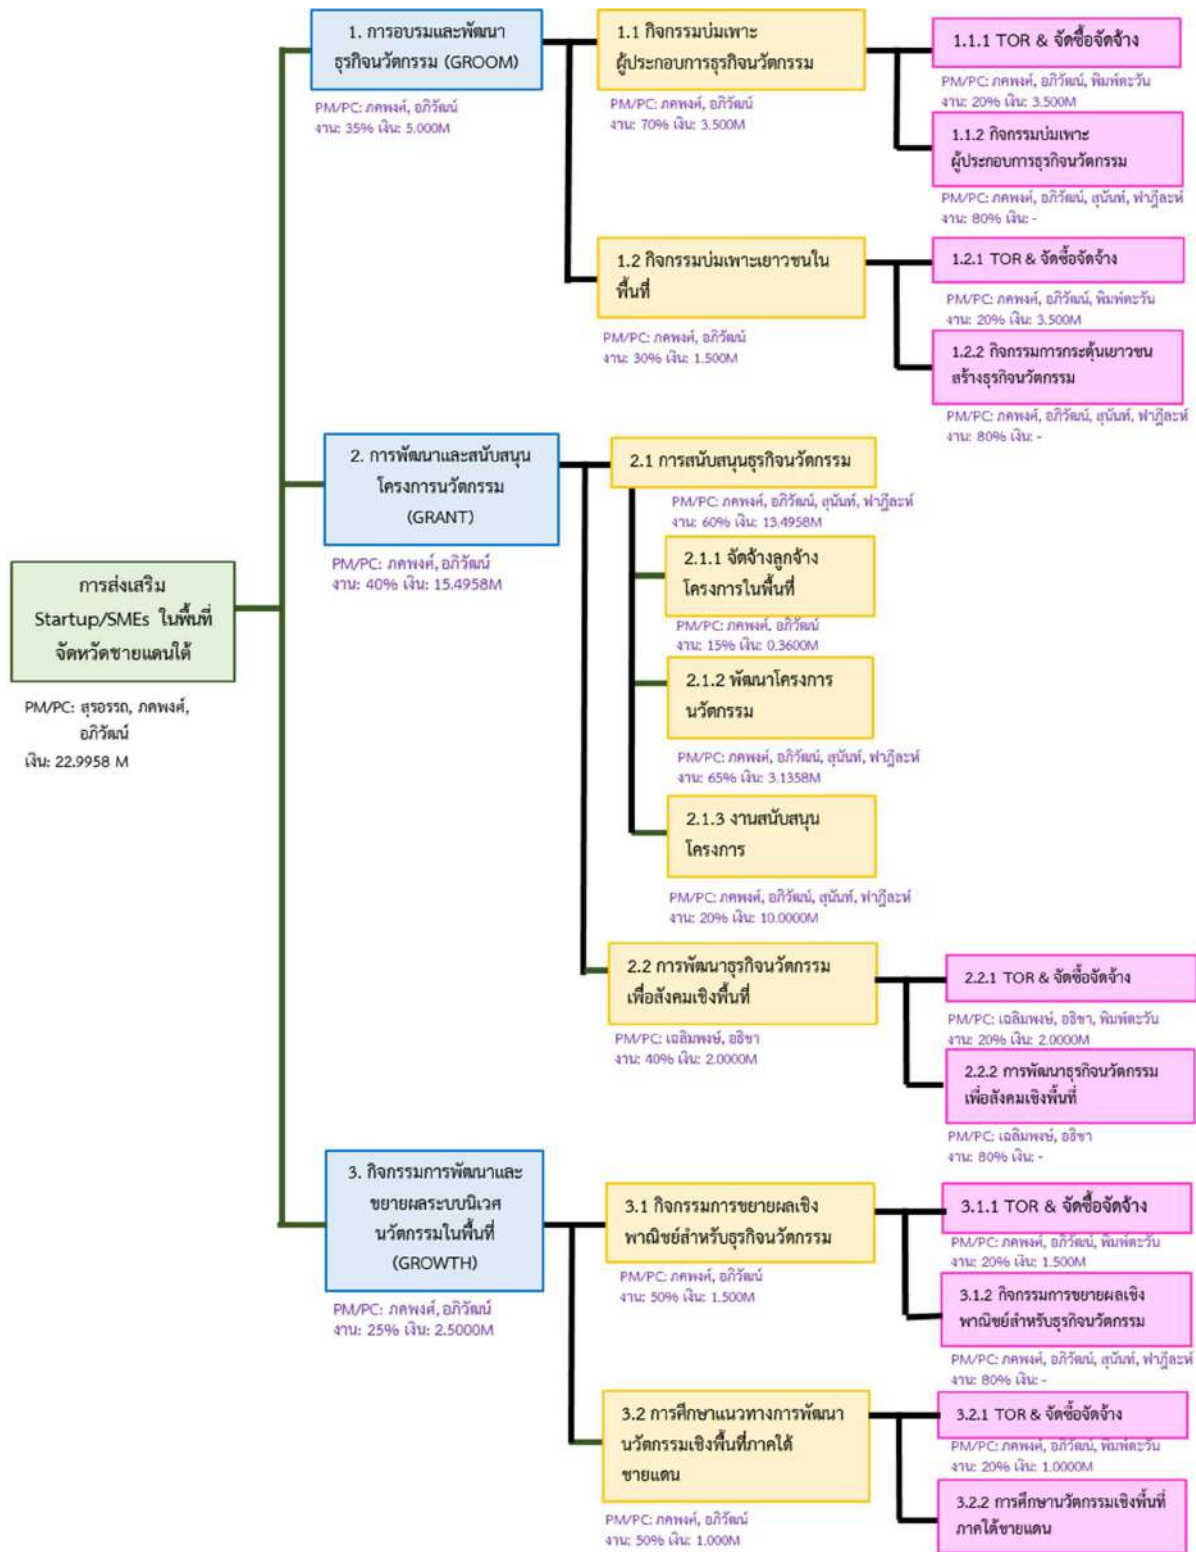 การส่งเสริม
Startup/SMEs ในพื้นที่
จังหวัดชายแดนใต้
PM/PC: สุรอรรถ, ภคพงศ์,
อภิวัฒน์
เงิน: 22.9958 M
1. การอบรมและพัฒนา
ธุรกิจนวัตกรรม (GROOM)
PM/PC: ภคพงศ์, อภิวัฒน์
งาน: 35% เงิน: 5.000M
1.1 กิจกรรมบ่มเพาะ
ผู้ประกอบการธุรกิจนวัตกรรม
PM/PC: ภคพงศ์, อภิวัฒน์
งาน: 70% เงิน: 3.500M
1.1.1 TOR & จัดซื้อจัดจ้าง
PM/PC: ภคพงศ์, อภิวัฒน์, พิมพ์ตะวัน
งาน: 20% เงิน: 3.500M
1.1.2 กิจกรรมบ่มเพาะ
ผู้ประกอบการธุรกิจนวัตกรรม
PM/PC: ภคพงศ์, อภิวัฒน์, สุนันท์, ฟาฎีละห์
งาน: 80% เงิน: -
1.2 กิจกรรมบ่มเพาะเยาวชนใน
พื้นที่
PM/PC: ภคพงศ์, อภิวัฒน์
งาน: 30% เงิน: 1.500M
1.2.1 TOR & จัดซื้อจัดจ้าง
PM/PC: ภคพงศ์, อภิวัฒน์, พิมพ์ตะวัน
งาน: 20% เงิน: 3.500M
1.2.2 กิจกรรมการกระตุ้นเยาวชน
สร้างธุรกิจนวัตกรรม
PM/PC: ภคพงศ์, อภิวัฒน์, สุนันท์, ฟาฎีละห์
งาน: 80% เงิน: -
2. การพัฒนาและสนับสนุน
โครงการนวัตกรรม
(GRANT)
PM/PC: ภคพงศ์, อภิวัฒน์
งาน: 40% เงิน: 15.4958M
2.1 การสนับสนุนธุรกิจนวัตกรรม
PM/PC: ภคพงศ์, อภิวัฒน์, สุนันท์, ฟาฎีละห์
งาน: 60% เงิน: 13.4958M
2.1.1 จัดจ้างลูกจ้าง
โครงการในพื้นที่
PM/PC: ภคพงศ์, อภิวัฒน์
งาน: 15% เงิน: 0.3600M
2.1.2 พัฒนาโครงการ
นวัตกรรม
PM/PC: ภคพงศ์, อภิวัฒน์, สุนันท์, ฟาฎีละห์
งาน: 65% เงิน: 3.1358M
2.1.3 งานสนับสนุน
โครงการ
PM/PC: ภคพงศ์, อภิวัฒน์, สุนันท์, ฟาฎีละห์
งาน: 20% เงิน: 10.0000M
2.2 การพัฒนาธุรกิจนวัตกรรม
เพื่อสังคมเชิงพื้นที่
PM/PC: เฉลิมพงษ์, อธิชา
งาน: 40% เงิน: 2.0000M
2.2.1 TOR & จัดซื้อจัดจ้าง
PM/PC: เฉลิมพงษ์, อธิชา, พิมพ์ตะวัน
งาน: 20% เงิน: 2.0000M
2.2.2 การพัฒนาธุรกิจนวัตกรรม
เพื่อสังคมเชิงพื้นที่
PM/PC: เฉลิมพงษ์, อธิชา
งาน: 80% เงิน: -
3. กิจกรรมการพัฒนาและ
ขยายผลระบบนิเวศ
นวัตกรรมในพื้นที่
(GROWTH)
PM/PC: ภคพงศ์, อภิวัฒน์
งาน: 25% เงิน: 2.5000M
3.1 กิจกรรมการขยายผลเชิง
พาณิชย์สำหรับธุรกิจนวัตกรรม
PM/PC: ภคพงศ์, อภิวัฒน์
งาน: 50% เงิน: 1.500M
3.1.1 TOR & จัดซื้อจัดจ้าง
PM/PC: ภคพงศ์, อภิวัฒน์, พิมพ์ตะวัน
งาน: 20% เงิน: 1.500M
3.1.2 กิจกรรมการขยายผลเชิง
พาณิชย์สำหรับธุรกิจนวัตกรรม
PM/PC: ภคพงศ์, อภิวัฒน์, สุนันท์, ฟาฎีละห์
งาน: 80% เงิน: -
3.2 การศึกษาแนวทางการพัฒนา
นวัตกรรมเชิงพื้นที่ภาคใต้
ชายแดน
PM/PC: ภคพงศ์, อภิวัฒน์
งาน: 50% เงิน: 1.000M
3.2.1 TOR & จัดซื้อจัดจ้าง
PM/PC: ภคพงศ์, อภิวัฒน์, พิมพ์ตะวัน
งาน: 20% เงิน: 1.0000M
3.2.2 การศึกษานวัตกรรมเชิงพื้นที่
ภาคใต้ชายแดน